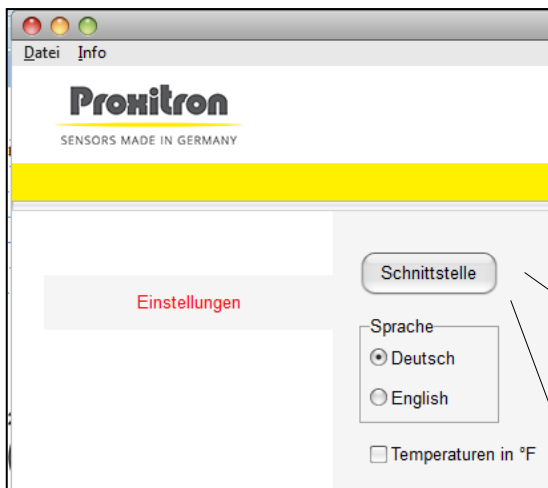 Datei Info
Proxitron
SENSORS MADE IN GERMANY
Schnittstelle
Einstellungen
Sprache
Deutsch
English
Temperaturen in °F